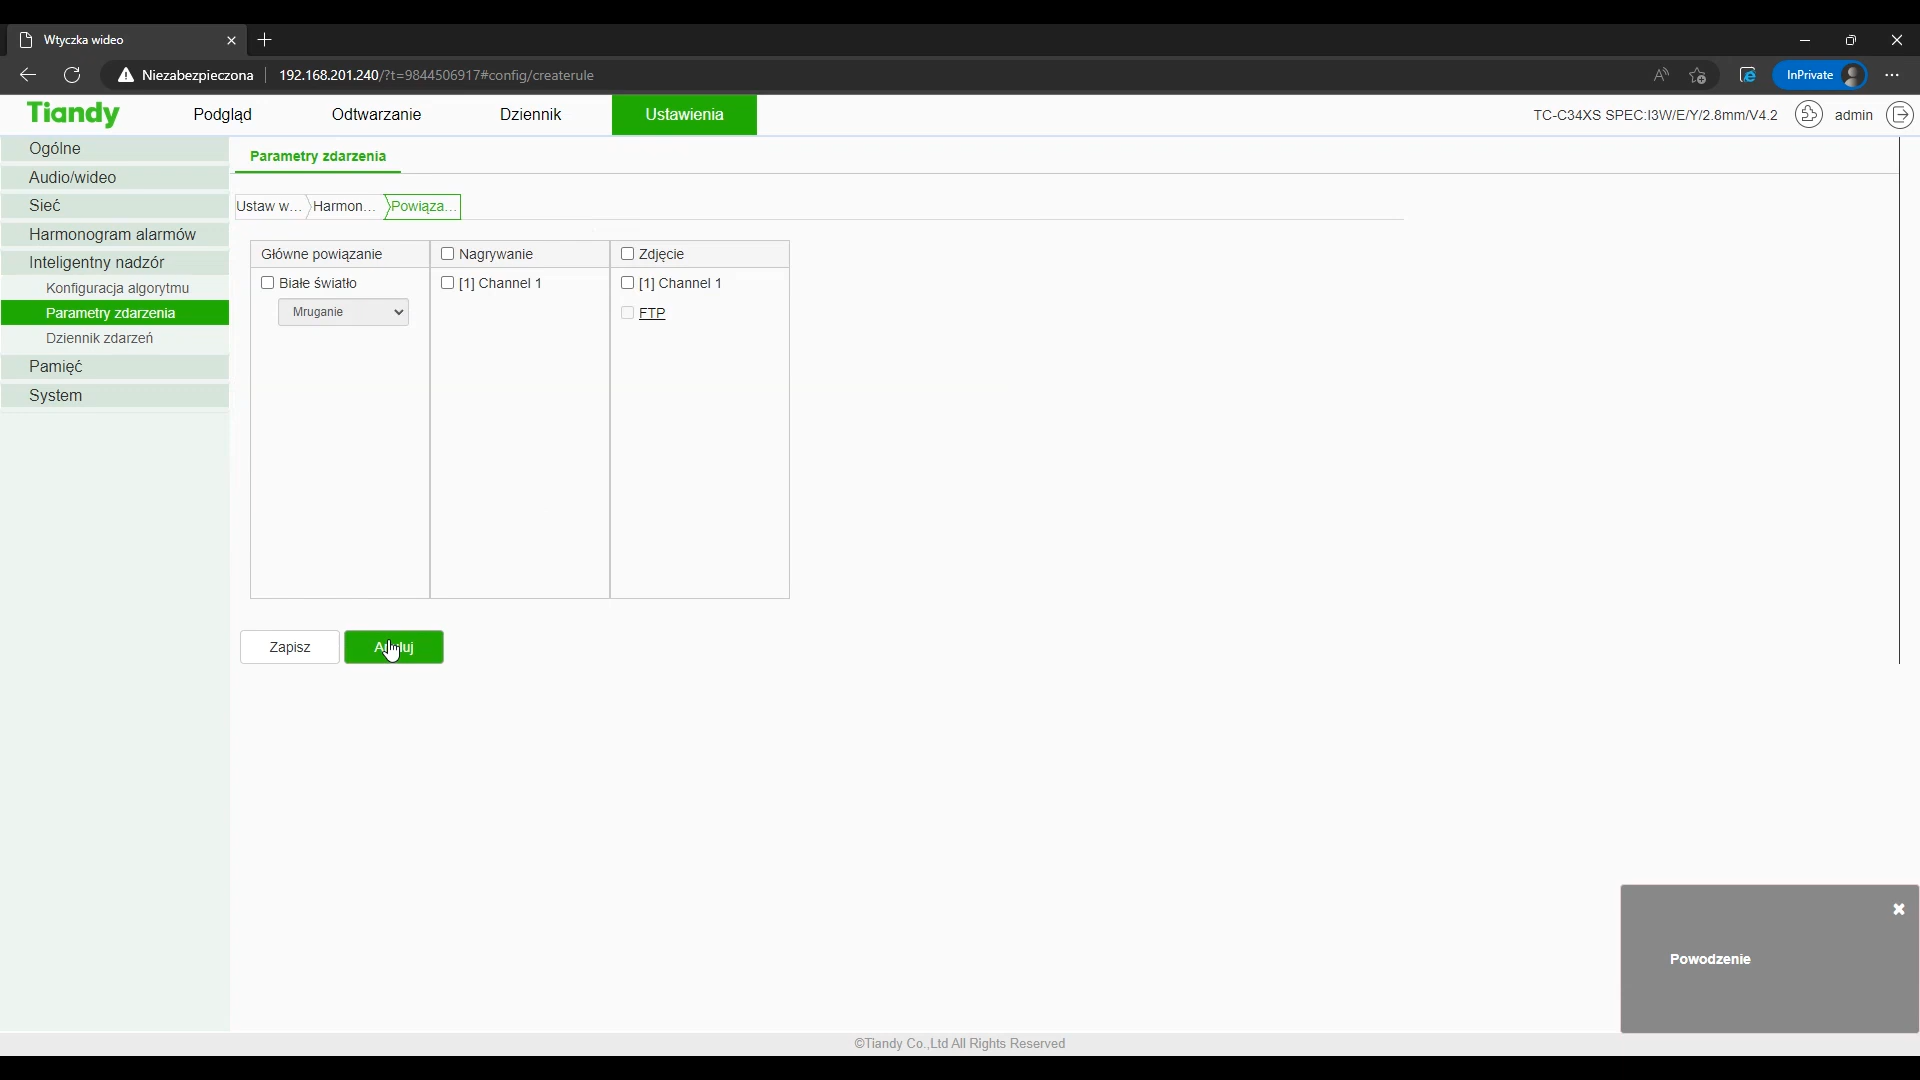 Wtyczka wideo
Niezabezpieczona 192.168.201.240/?t=9844506917#config/createrule InPrivate
Tiandy Podgląd Odtwarzanie Dziennik Ustawienia TC-C34XS SPEC:I3W/E/Y/2.8mm/V4.2 admin
Ogólne
Audio/wideo
Sieć
Harmonogram alarmów
Inteligentny nadzór
Konfiguracja algorytmu
Parametry zdarzenia
Dziennik zdarzeń
Pamięć
System
Parametry zdarzenia
Ustaw w... Harmon... Powiąza...
Główne powiązanie Nagrywanie Zdjęcie
Białe światło [1] Channel 1 [1] Channel 1
Mruganie FTP
Zapisz
Powodzenie
©Tiandy Co.,Ltd All Rights Reserved